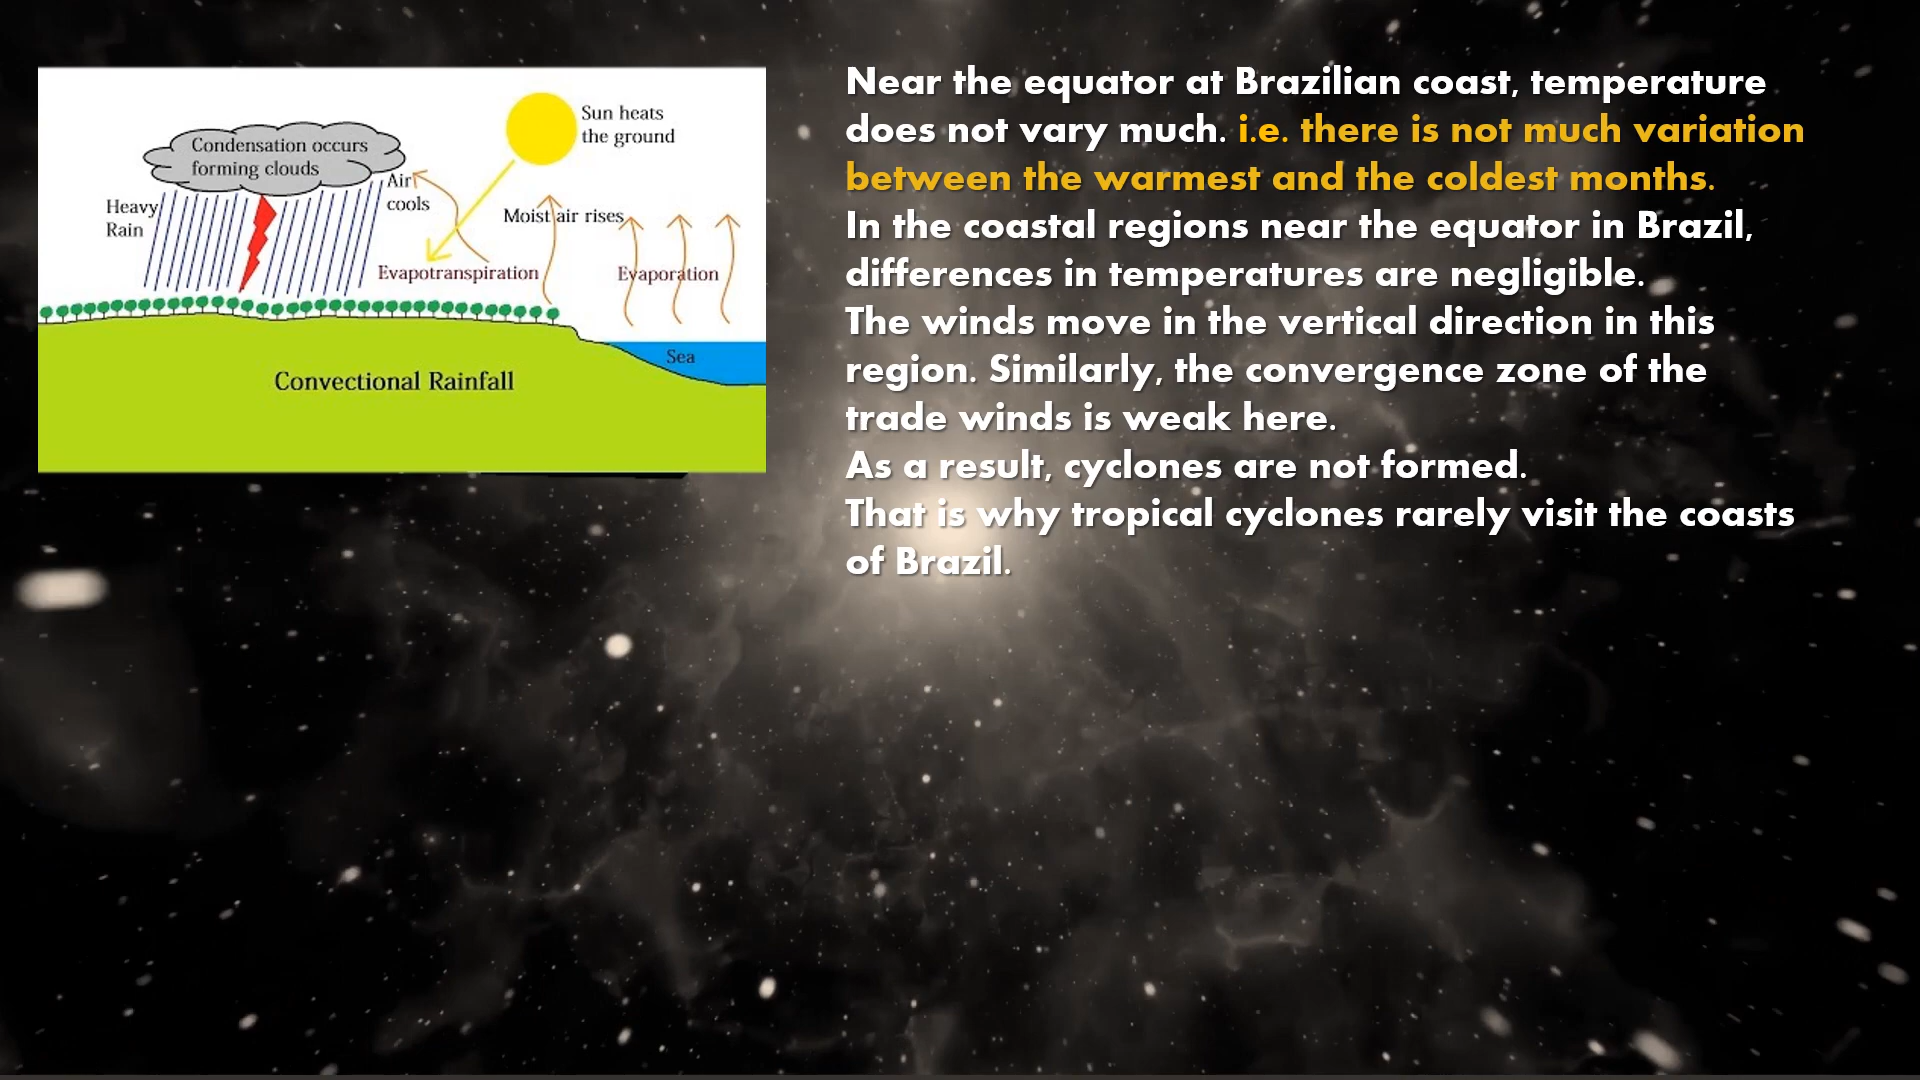 Sun heats
the ground
Condensation occurs
forming clouds
Air
cools
Heavy
Rain
Moist air rises
Evapotranspiration
Evaporation
Sea
Convectional Rainfall
Near the equator at Brazilian coast, temperature
does not vary much. i.e. there is not much variation
between the warmest and the coldest months.
In the coastal regions near the equator in Brazil,
differences in temperatures are negligible.
The winds move in the vertical direction in this
region. Similarly, the convergence zone of the
trade winds is weak here.
As a result, cyclones are not formed.
That is why tropical cyclones rarely visit the coasts
of Brazil.